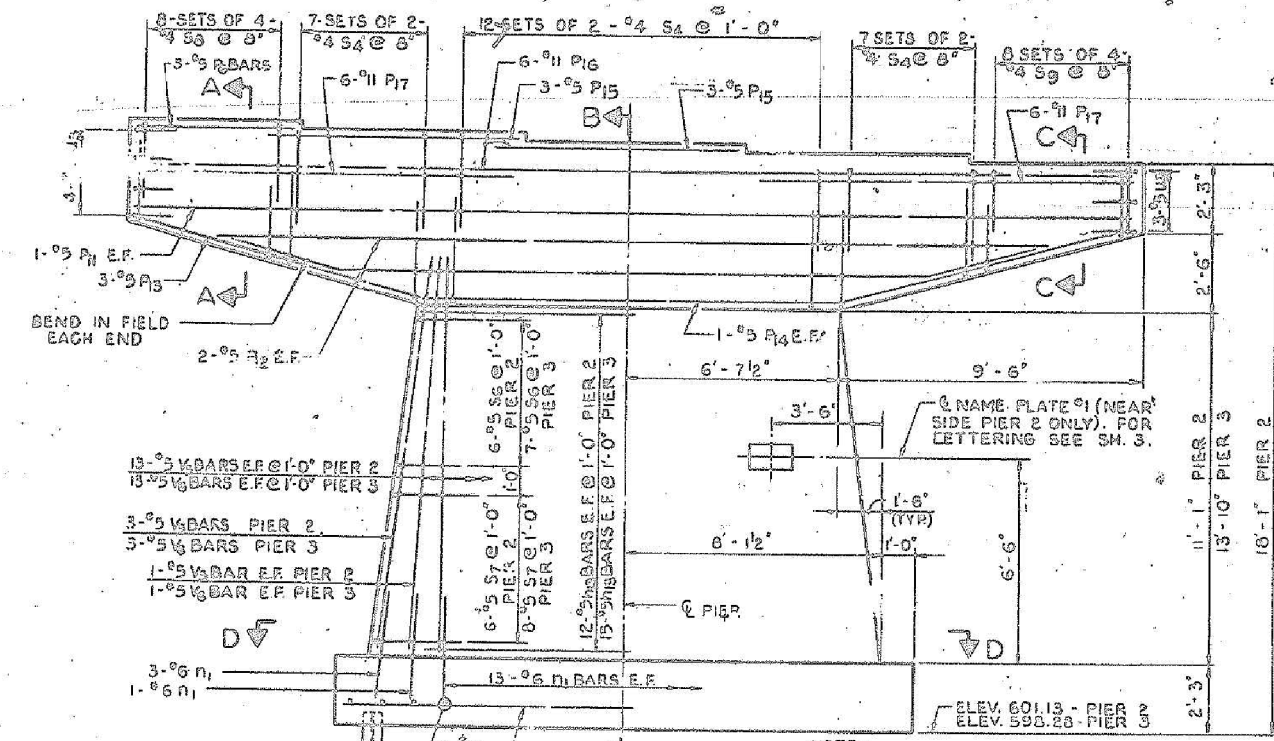 8-SETS OF 4-
#4 S8 @ 8"
7-SETS OF 2-
#4 S4 @ 8"
12-SETS OF 2 - #4 S4 @ 1'-0"
7 SETS OF 2-
#4 S4 @ 8"
8 SETS OF 4-
#4 S9 @ 8"
3-#5 P BARS
6-#11 P17
6-#11 P16
3-#5 P15
3-#5 P15
6-#11 P17
A
B
C
2'-3"
1-#5 P11 E.F.
3-#5 P13
A
C
2'-6"
BEND IN FIELD
EACH END
2-#5 P12 E.F.
1-#5 P14 E.F.
6'-7½"
9'-6"
6-#5 S6 @ 1'-0"
PIER 2
7-#5 S6 @ 1'-0"
PIER 3
12-#5 h13 BARS E.F. @ 1'-0" PIER 2
15-#5 h13 BARS E.F. @ 1'-0" PIER 3
3'-6"
℄ NAME PLATE #1 (NEAR
SIDE PIER 2 ONLY). FOR
LETTERING SEE SH. 3.
11'-1" PIER 2
13'-10" PIER 3
18'-1" PIER 2
13-#5 BARS E.F. @ 1'-0" PIER 2
13-#5 BARS E.F. @ 1'-0" PIER 3
1'-0"
1'-6"
(TYP.)
3-#5 BARS PIER 2
3-#5 BARS PIER 3
8'-1½"
1'-0"
6'-6"
1-#5 BAR E.F. PIER 2
1-#5 BAR E.F. PIER 3
6-#5 S7 @ 1'-0"
PIER 2
8-#5 S7 @ 1'-0"
PIER 3
℄ PIER
D
D
3-#6 n1
1-#6 n1
13-#6 n1 BARS E.F.
2'-3"
ELEV. 601.13 - PIER 2
ELEV. 598.28 - PIER 3